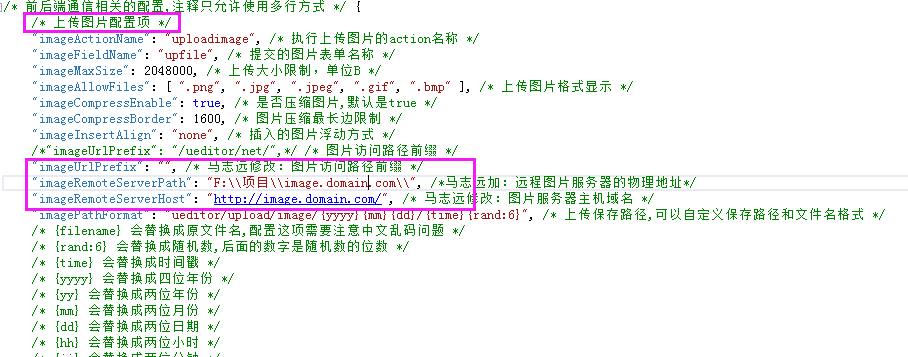 /* 前后端通信相关的配置,注释只允许使用多行方式 */ {
/* 上传图片配置项 */
"imageActionName": "uploadimage", /* 执行上传图片的action名称 */
"imageFieldName": "upfile", /* 提交的图片表单名称 */
"imageMaxSize": 2048000, /* 上传大小限制，单位B */
"imageAllowFiles": [ ".png", ".jpg", ".jpeg", ".gif", ".bmp" ], /* 上传图片格式显示 */
"imageCompressEnable": true, /* 是否压缩图片,默认是true */
"imageCompressBorder": 1600, /* 图片压缩最长边限制 */
"imageInsertAlign": "none", /* 插入的图片浮动方式 */
/*"imageUrlPrefix": "/ueditor/net/",*/ /* 图片访问路径前缀 */
"imageUrlPrefix": "", /* 马志远修改：图片访问路径前缀 */
"imageRemoteServerPath": "F:\\项目\\image.domain.com\\", /*马志远加：远程图片服务器的物理地址*/
"imageRemoteServerHost": "http://image.domain.com/", /* 马志远修改：图片服务器主机域名 */
"imagePathFormat": "ueditor/upload/image/{yyyy}{mm}{dd}/{time}{rand:6}", /* 上传保存路径,可以自定义保存路径和文件名格式 */
/* {filename} 会替换成原文件名,配置这项需要注意中文乱码问题 */
/* {rand:6} 会替换成随机数,后面的数字是随机数的位数 */
/* {time} 会替换成时间戳 */
/* {yyyy} 会替换成四位年份 */
/* {yy} 会替换成两位年份 */
/* {mm} 会替换成两位月份 */
/* {dd} 会替换成两位日期 */
/* {hh} 会替换成两位小时 */